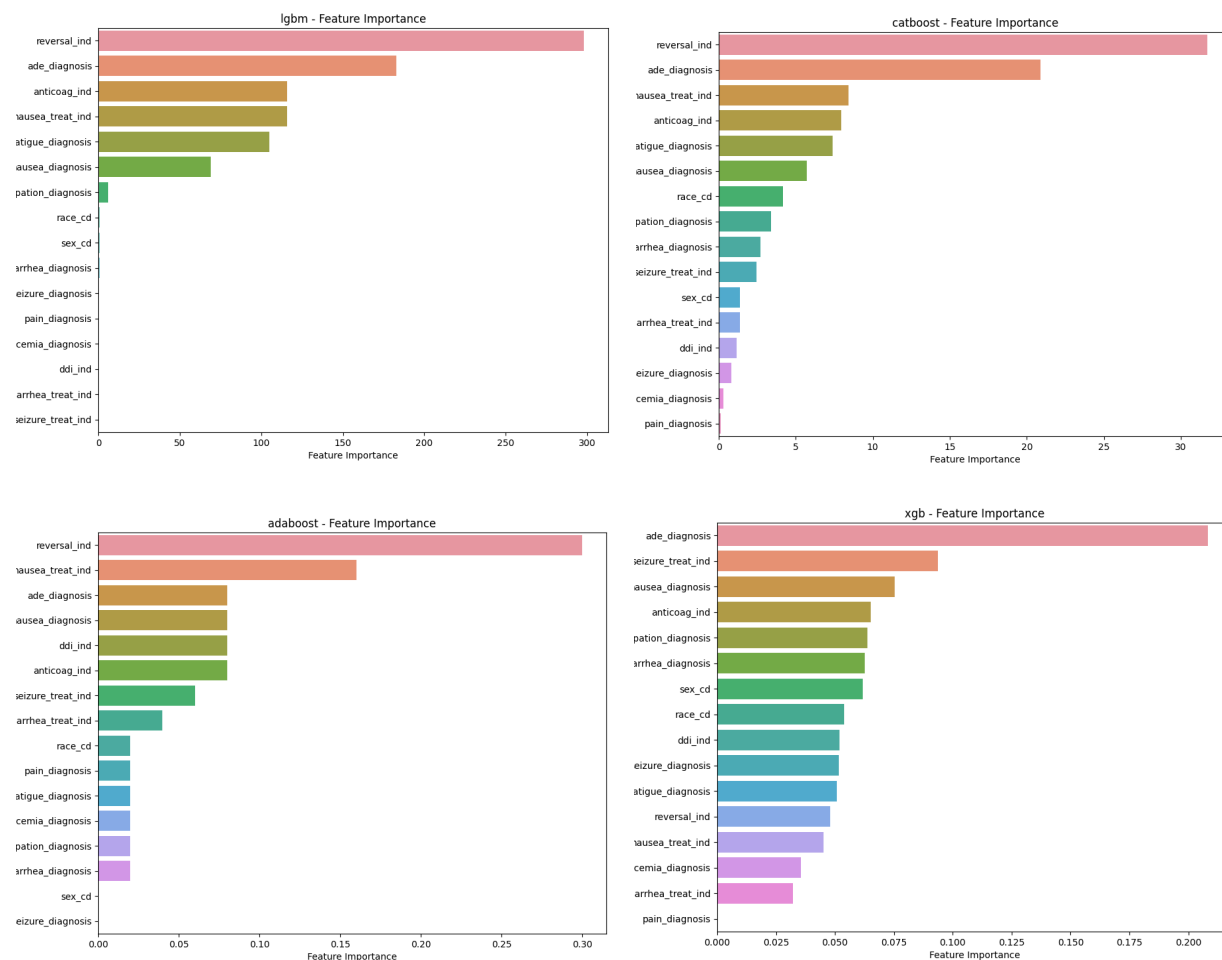 lgbm - Feature Importance
reversal_ind
ade_diagnosis
anticoag_ind
nausea_treat_ind
atigue_diagnosis
ausea_diagnosis
pation_diagnosis
race_cd
sex_cd
arrhea_diagnosis
eizure_diagnosis
pain_diagnosis
cemia_diagnosis
ddi_ind
arrhea_treat_ind
seizure_treat_ind
0 50 100 150 200 250 300
Feature Importance
catboost - Feature Importance
reversal_ind
ade_diagnosis
nausea_treat_ind
anticoag_ind
atigue_diagnosis
ausea_diagnosis
race_cd
pation_diagnosis
arrhea_diagnosis
seizure_treat_ind
sex_cd
arrhea_treat_ind
ddi_ind
eizure_diagnosis
cemia_diagnosis
pain_diagnosis
0 5 10 15 20 25 30
Feature Importance
adaboost - Feature Importance
reversal_ind
nausea_treat_ind
ade_diagnosis
ausea_diagnosis
ddi_ind
anticoag_ind
seizure_treat_ind
arrhea_treat_ind
race_cd
pain_diagnosis
atigue_diagnosis
cemia_diagnosis
pation_diagnosis
arrhea_diagnosis
sex_cd
eizure_diagnosis
0.00 0.05 0.10 0.15 0.20 0.25 0.30
Feature Importance
xgb - Feature Importance
ade_diagnosis
seizure_treat_ind
ausea_diagnosis
anticoag_ind
pation_diagnosis
arrhea_diagnosis
sex_cd
race_cd
ddi_ind
eizure_diagnosis
atigue_diagnosis
reversal_ind
nausea_treat_ind
cemia_diagnosis
arrhea_treat_ind
pain_diagnosis
0.000 0.025 0.050 0.075 0.100 0.125 0.150 0.175 0.200
Feature Importance